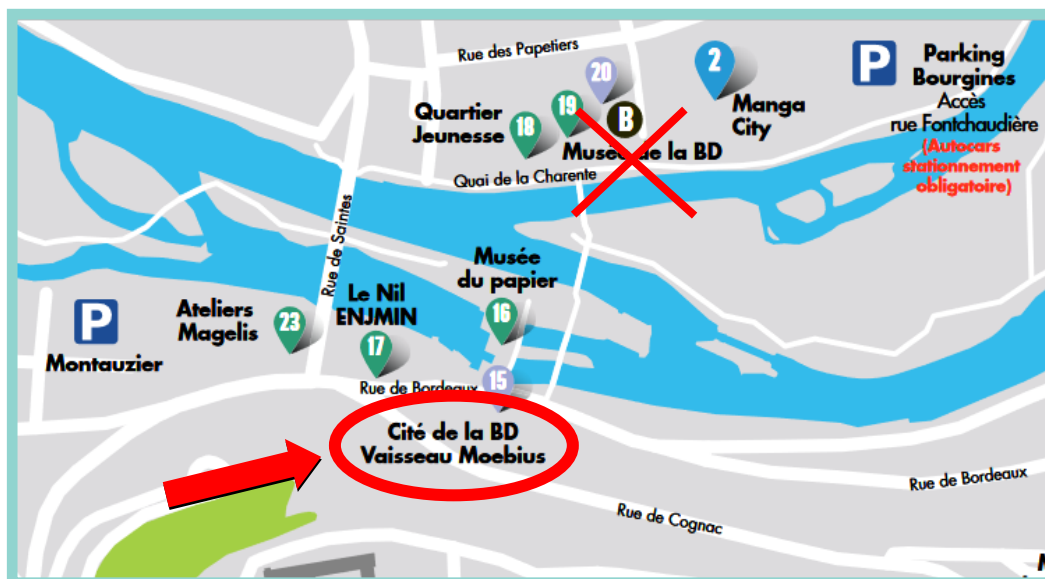 Rue des Papetiers
20
2
P
Parking
Bourgines
Accès
rue Fontchaudière
(Autocars
stationnement
obligatoire)
Manga
City
Quartier
Jeunesse
18
19
B
Musée de la BD
Quai de la Charente
Rue de Saintes
Musée
du papier
16
Le Nil
ENJMIN
17
Ateliers
Magelis
23
P
Montauzier
Rue de Bordeaux
15
Cité de la BD
Vaisseau Moebius
Rue de Bordeaux
Rue de Cognac